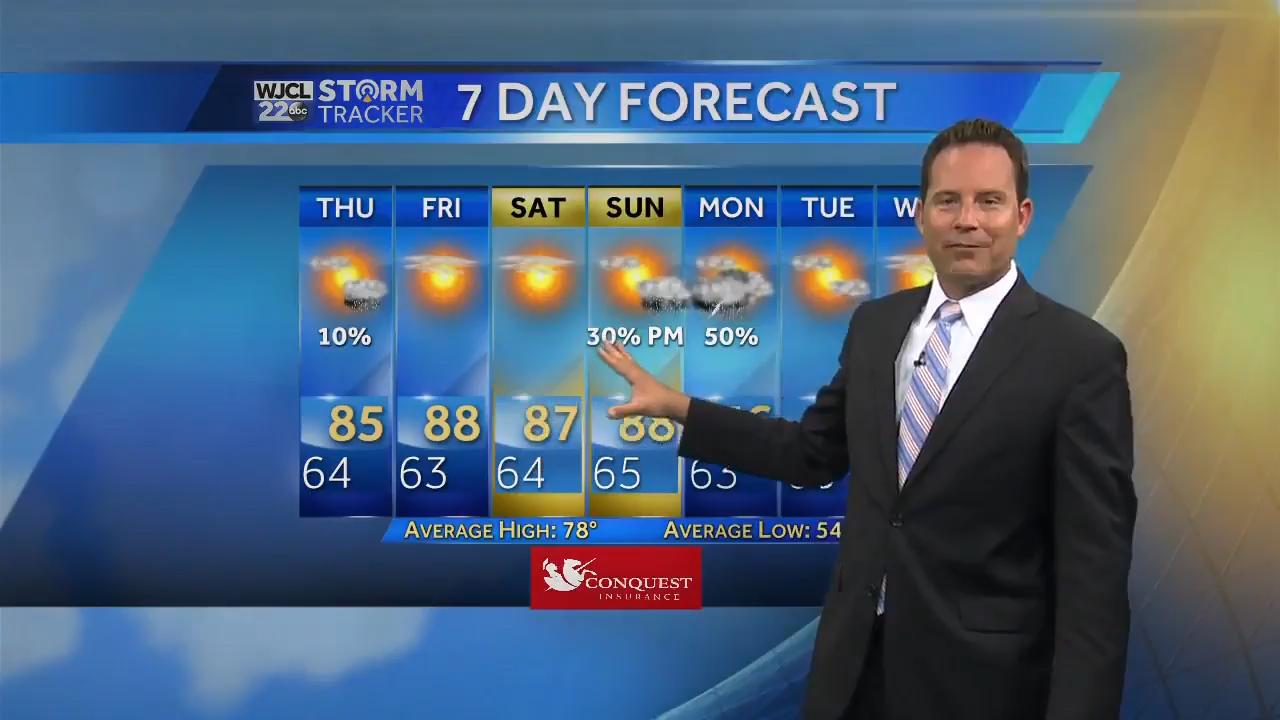 WJCL
22 abc
STORM
TRACKER
7 DAY FORECAST
THU FRI SAT SUN MON TUE W
10% 30% PM 50%
85 88 87 88
64 63 64 65 63
AVERAGE HIGH: 78° AVERAGE LOW: 54
CONQUEST
INSURANCE